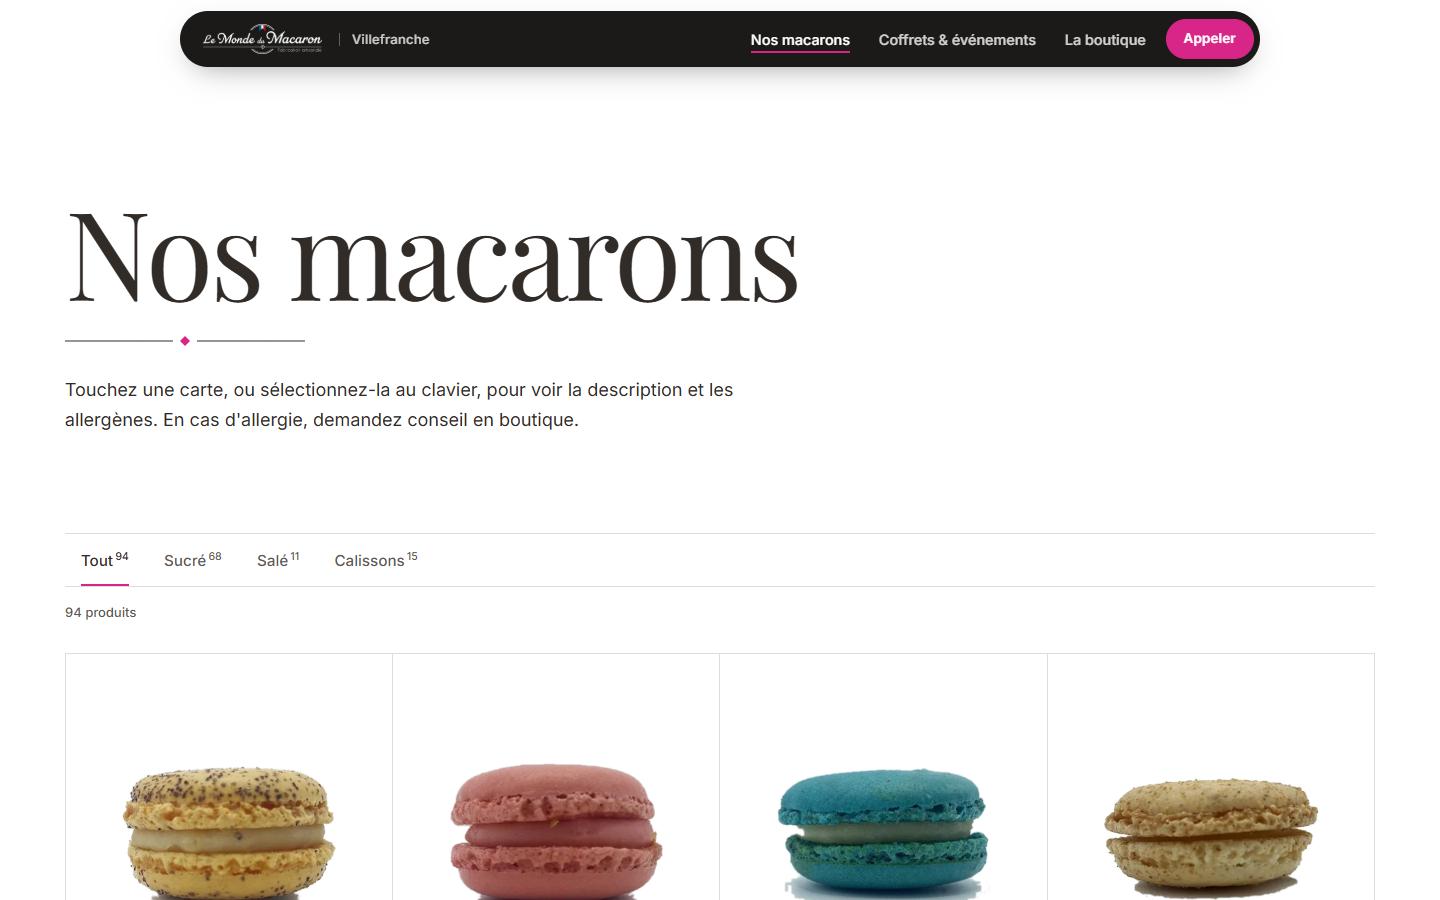 Le Monde du Macaron
Fabrication artisanale
Villefranche
Nos macarons
Coffrets & événements
La boutique
Appeler
Nos macarons
Touchez une carte, ou sélectionnez-la au clavier, pour voir la description et les
allergènes. En cas d'allergie, demandez conseil en boutique.
Tout 94
Sucré 68
Salé 11
Calissons 15
94 produits